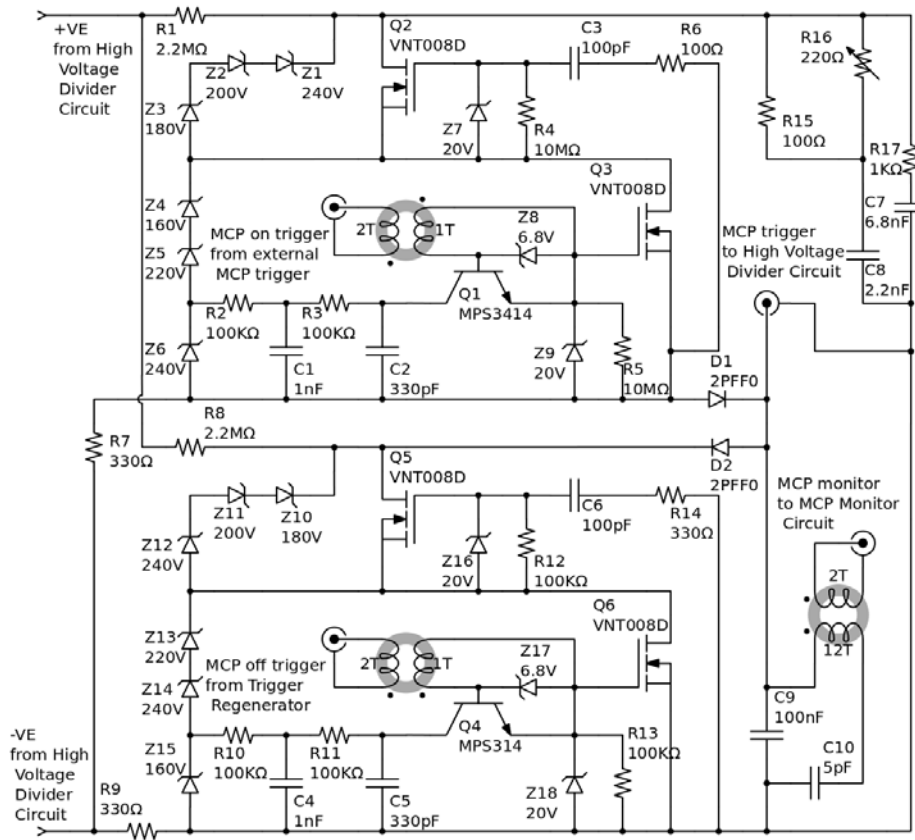 +VE
from High
Voltage
Divider
Circuit
R1
2.2MΩ
Z2
200V
Z1
240V
Z3
180V
Q2
VNT008D
C3
100pF
R6
100Ω
R16
220Ω
Z7
20V
R4
10MΩ
R15
100Ω
R17
1KΩ
Q3
VNT008D
Z4
160V
Z5
220V
MCP on trigger
from external
MCP trigger
2T
1T
Z8
6.8V
MCP trigger
to High Voltage
Divider Circuit
C7
6.8nF
C8
2.2nF
Q1
MPS3414
R2
100KΩ
R3
100KΩ
Z6
240V
C1
1nF
C2
330pF
Z9
20V
R5
10MΩ
D1
2PFF0
R7
330Ω
R8
2.2MΩ
Q5
VNT008D
D2
2PFF0
Z11
200V
Z10
180V
C6
100pF
R14
330Ω
MCP monitor
to MCP Monitor
Circuit
Z12
240V
Z16
20V
R12
100KΩ
Q6
VNT008D
2T
12T
Z13
220V
Z14
240V
MCP off trigger
from Trigger
Regenerator
2T
1T
Z17
6.8V
Q4
MPS314
C9
100nF
-VE
from High
Voltage
Divider
Circuit
Z15
160V
R10
100KΩ
R11
100KΩ
R13
100KΩ
C10
5pF
R9
330Ω
C4
1nF
C5
330pF
Z18
20V